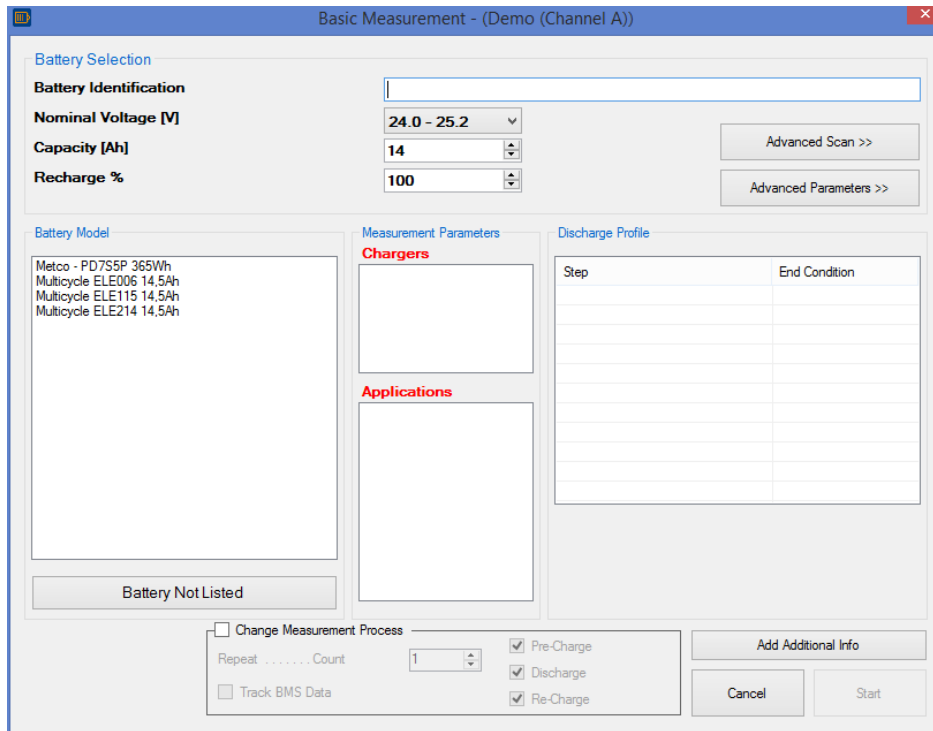 Basic Measurement - (Demo (Channel A))
Battery Selection
Battery Identification
Nominal Voltage [V]
24.0 - 25.2
Capacity [Ah]
14
Advanced Scan >>
Recharge %
100
Advanced Parameters >>
Battery Model
Measurement Parameters
Discharge Profile
Metco - PD7S5P 365Wh
Multicycle ELE006 14,5Ah
Multicycle ELE115 14,5Ah
Multicycle ELE214 14,5Ah
Chargers
Step
End Condition
Applications
Battery Not Listed
Change Measurement Process
Repeat . . . . . . . Count
1
Pre-Charge
Add Additional Info
Discharge
Track BMS Data
Re-Charge
Cancel
Start